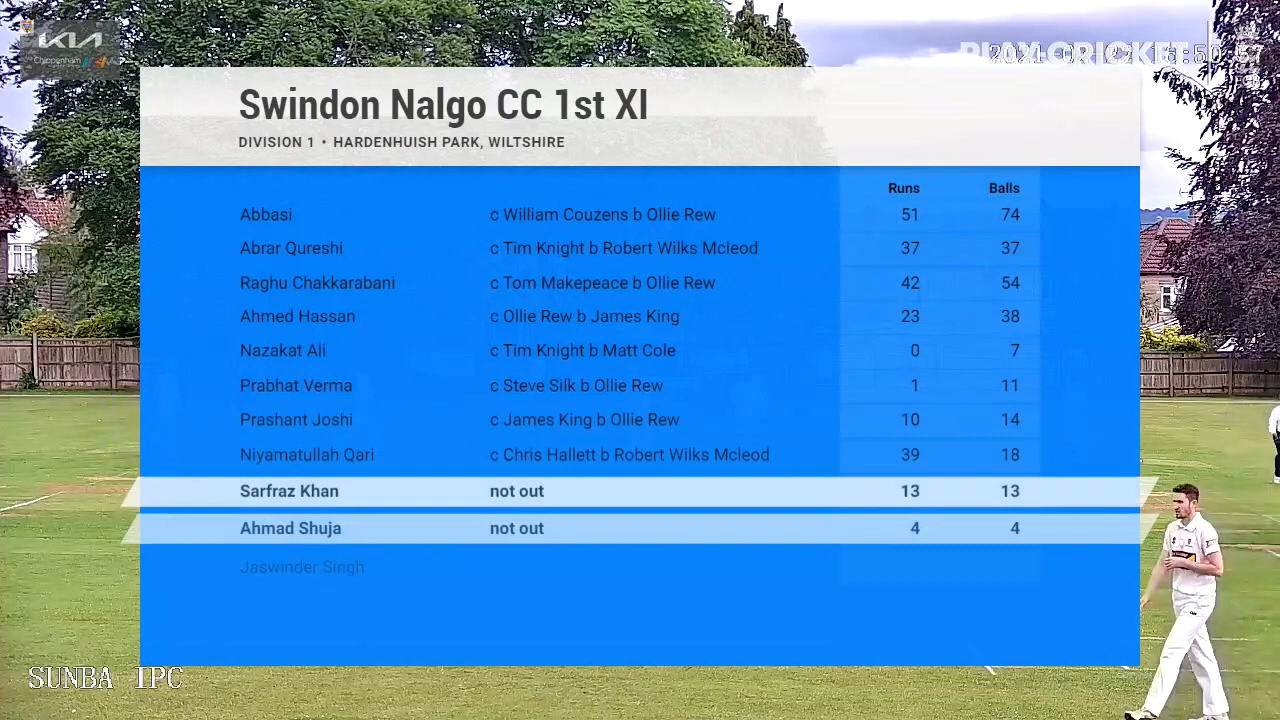 KIA
Chippenham
Swindon Nalgo CC 1st XI
DIVISION 1 • HARDENHUISH PARK, WILTSHIRE
Runs Balls
Abbasi c William Couzens b Ollie Rew 51 74
Abrar Qureshi c Tim Knight b Robert Wilks Mcleod 37 37
Raghu Chakkarabani c Tom Makepeace b Ollie Rew 42 54
Ahmed Hassan c Ollie Rew b James King 23 38
Nazakat Ali c Tim Knight b Matt Cole 0 7
Prabhat Verma c Steve Silk b Ollie Rew 1 11
Prashant Joshi c James King b Ollie Rew 10 14
Niyamatullah Qari c Chris Hallett b Robert Wilks Mcleod 39 18
Sarfraz Khan not out 13 13
Ahmad Shuja not out 4 4
Jaswinder Singh
SUNBA IPC